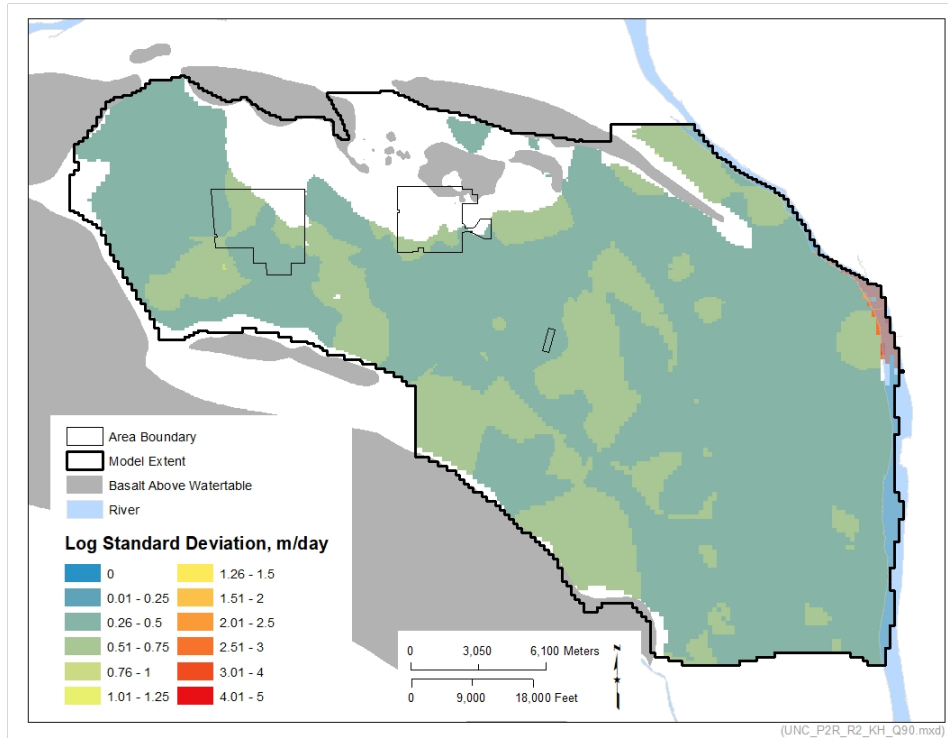 Area Boundary
Model Extent
Basalt Above Watertable
River
Log Standard Deviation, m/day
0
0.01 - 0.25
0.26 - 0.5
0.51 - 0.75
0.76 - 1
1.01 - 1.25
1.26 - 1.5
1.51 - 2
2.01 - 2.5
2.51 - 3
3.01 - 4
4.01 - 5
0 3,050 6,100 Meters
0 9,000 18,000 Feet
N
(UNC_P2R_R2_KH_Q90.mxd)